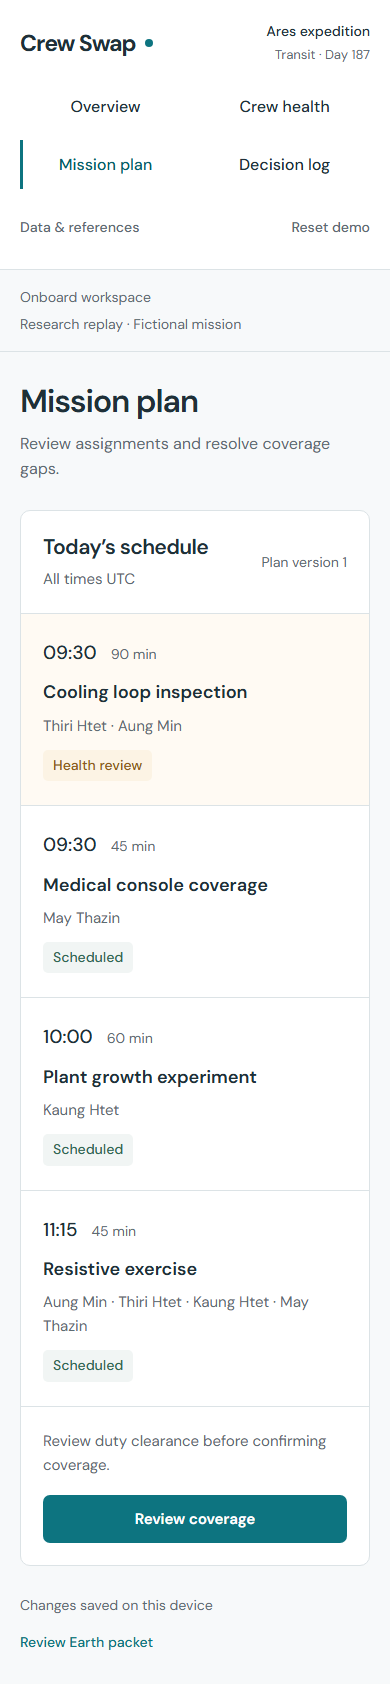 Crew Swap
Ares expedition
Transit · Day 187
Overview
Crew health
Mission plan
Decision log
Data & references
Reset demo
Onboard workspace
Research replay · Fictional mission
Mission plan
Review assignments and resolve coverage
gaps.
Today’s schedule
All times UTC
Plan version 1
09:30 90 min
Cooling loop inspection
Thiri Htet · Aung Min
Health review
09:30 45 min
Medical console coverage
May Thazin
Scheduled
10:00 60 min
Plant growth experiment
Kaung Htet
Scheduled
11:15 45 min
Resistive exercise
Aung Min · Thiri Htet · Kaung Htet · May
Thazin
Scheduled
Review duty clearance before confirming
coverage.
Review coverage
Changes saved on this device
Review Earth packet